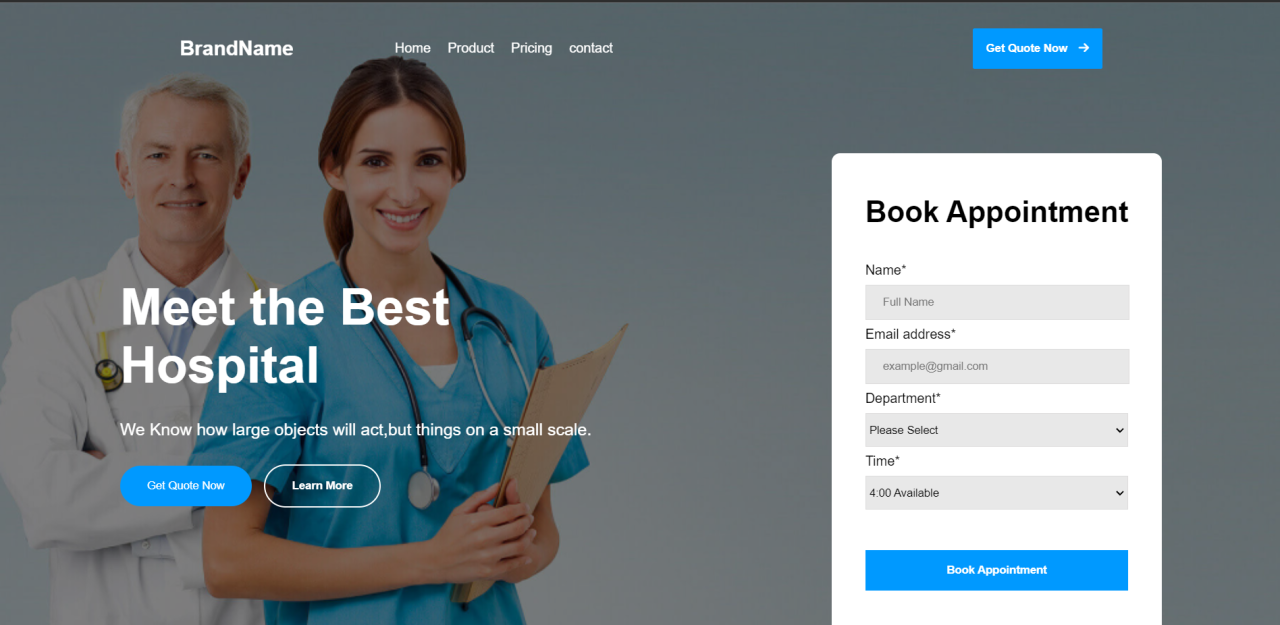 BrandName
Home Product Pricing contact
Get Quote Now
Meet the Best
Hospital
We Know how large objects will act,but things on a small scale.
Get Quote Now
Learn More
Book Appointment
Name*
Full Name
Email address*
example@gmail.com
Department*
Please Select
Time*
4:00 Available
Book Appointment